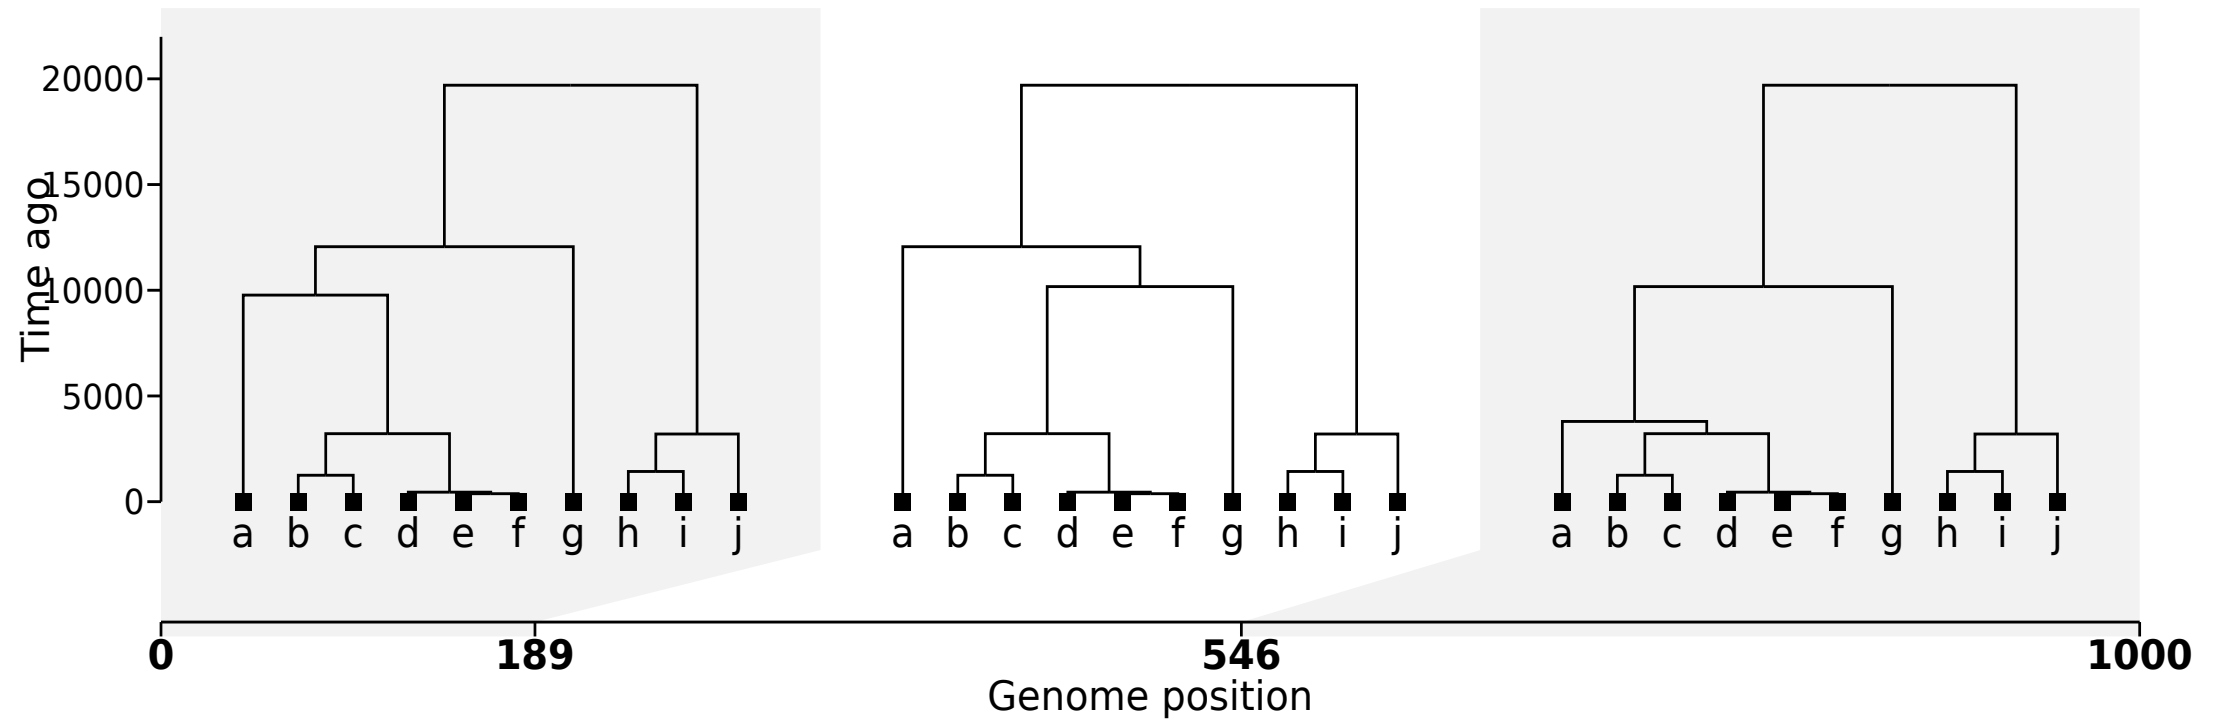 Time ago
20000
15000
10000
5000
0
a b c d e f g h i j
a b c d e f g h i j
a b c d e f g h i j
0 189 546 1000
Genome position